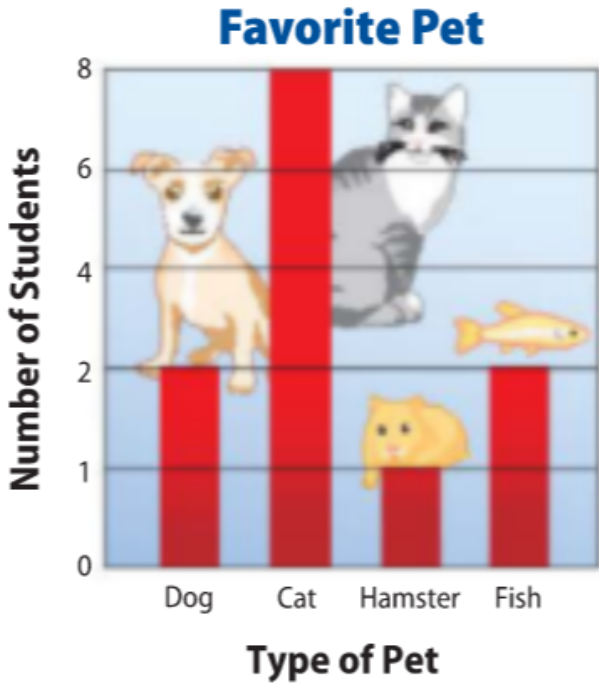 Favorite Pet
Number of Students
8
6
4
2
1
0
Dog Cat Hamster Fish
Type of Pet